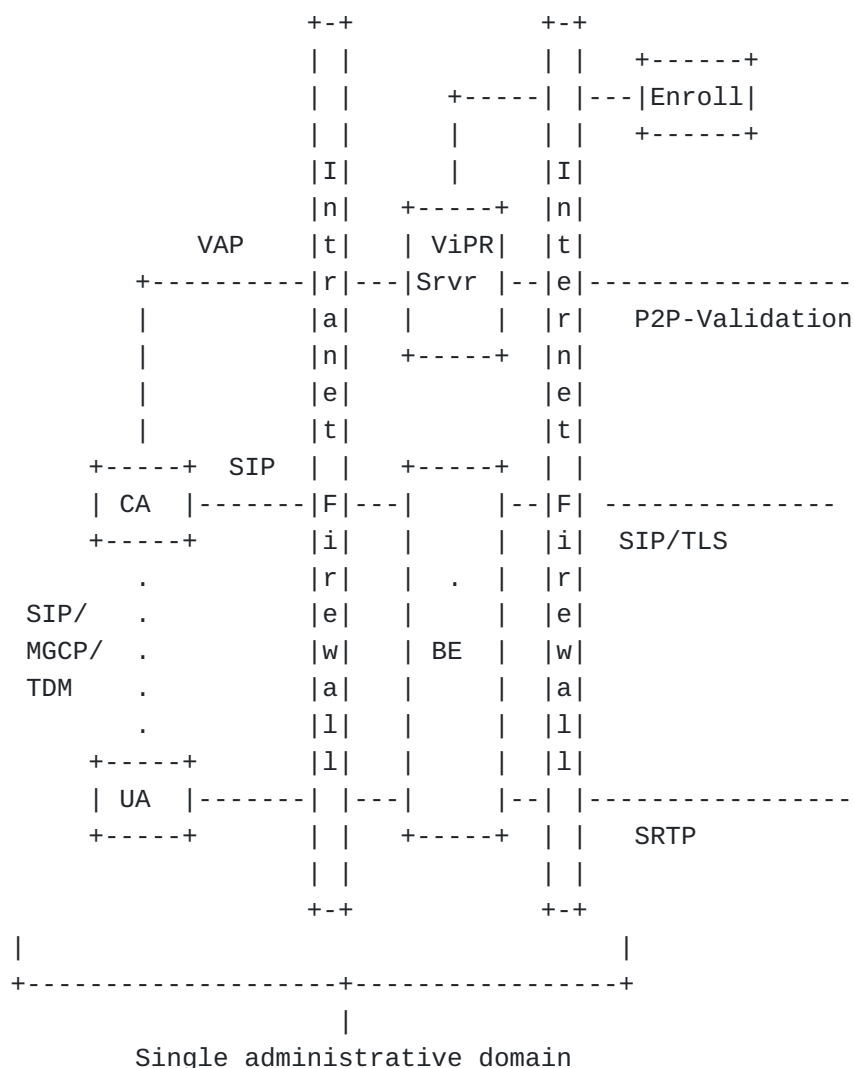 Enroll
VAP
ViPR
Srvr
P2P-Validation
Intranet Firewall
Internet Firewall
SIP
CA
SIP/TLS
SIP/
MGCP/
TDM
BE
UA
SRTP
Single administrative domain